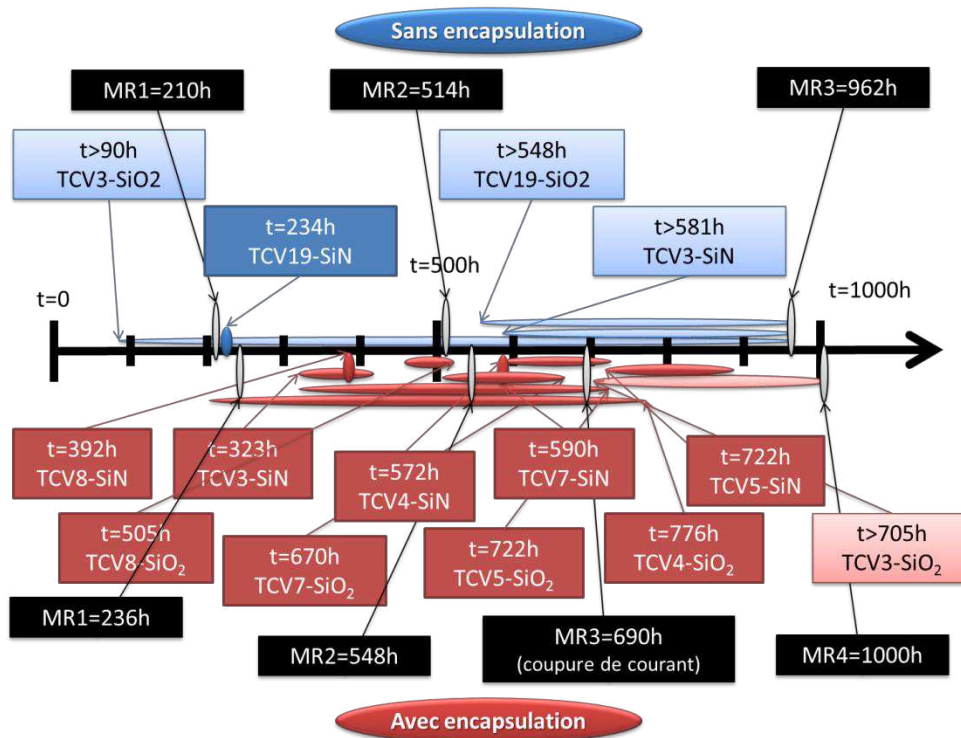 Sans encapsulation
MR1=210h
MR2=514h
MR3=962h
t>90h
TCV3-SiO2
t>548h
TCV19-SiO2
t=234h
TCV19-SiN
t>581h
TCV3-SiN
t=0
t=500h
t=1000h
t=392h
TCV8-SiN
t=323h
TCV3-SiN
t=572h
TCV4-SiN
t=590h
TCV7-SiN
t=722h
TCV5-SiN
t=505h
TCV8-SiO₂
t=670h
TCV7-SiO₂
t=722h
TCV5-SiO₂
t=776h
TCV4-SiO₂
t>705h
TCV3-SiO₂
MR1=236h
MR2=548h
MR3=690h
(coupure de courant)
MR4=1000h
Avec encapsulation